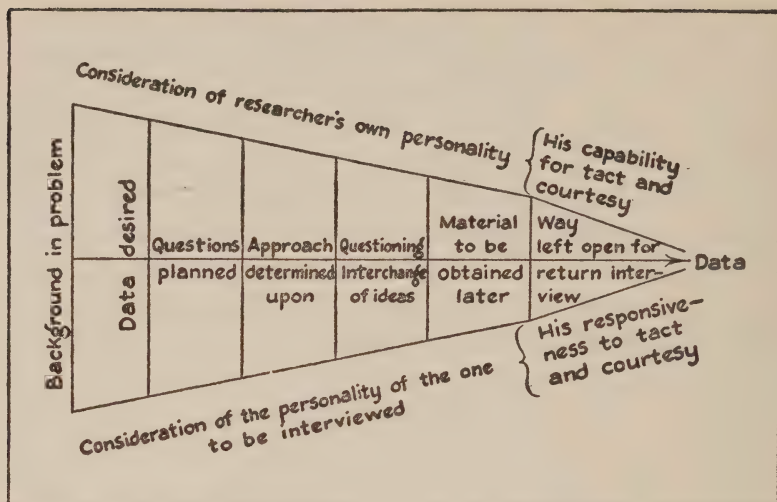 Consideration of researcher's own personality
His capability
for tact and
courtesy
Background in problem
Data desired
Questions
planned
Approach
determined
upon
Questioning
Interchange
of ideas
Material
to be
obtained
later
Way
left open for
return inter-
view
Data
His responsive-
ness to tact
and courtesy
Consideration of the personality of the one
to be interviewed